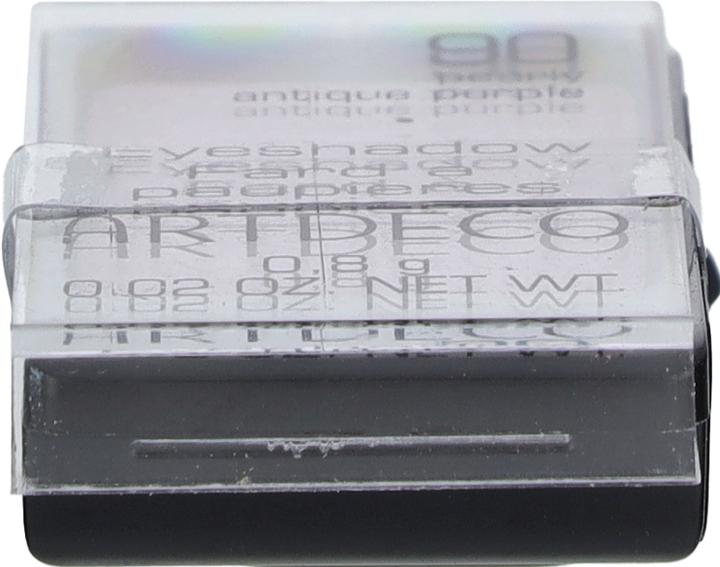 90
pearly
antique purple
Eyeshadow
Fard à
paupières
ARTDECO
0.8 g
0.02 OZ. NET WT.